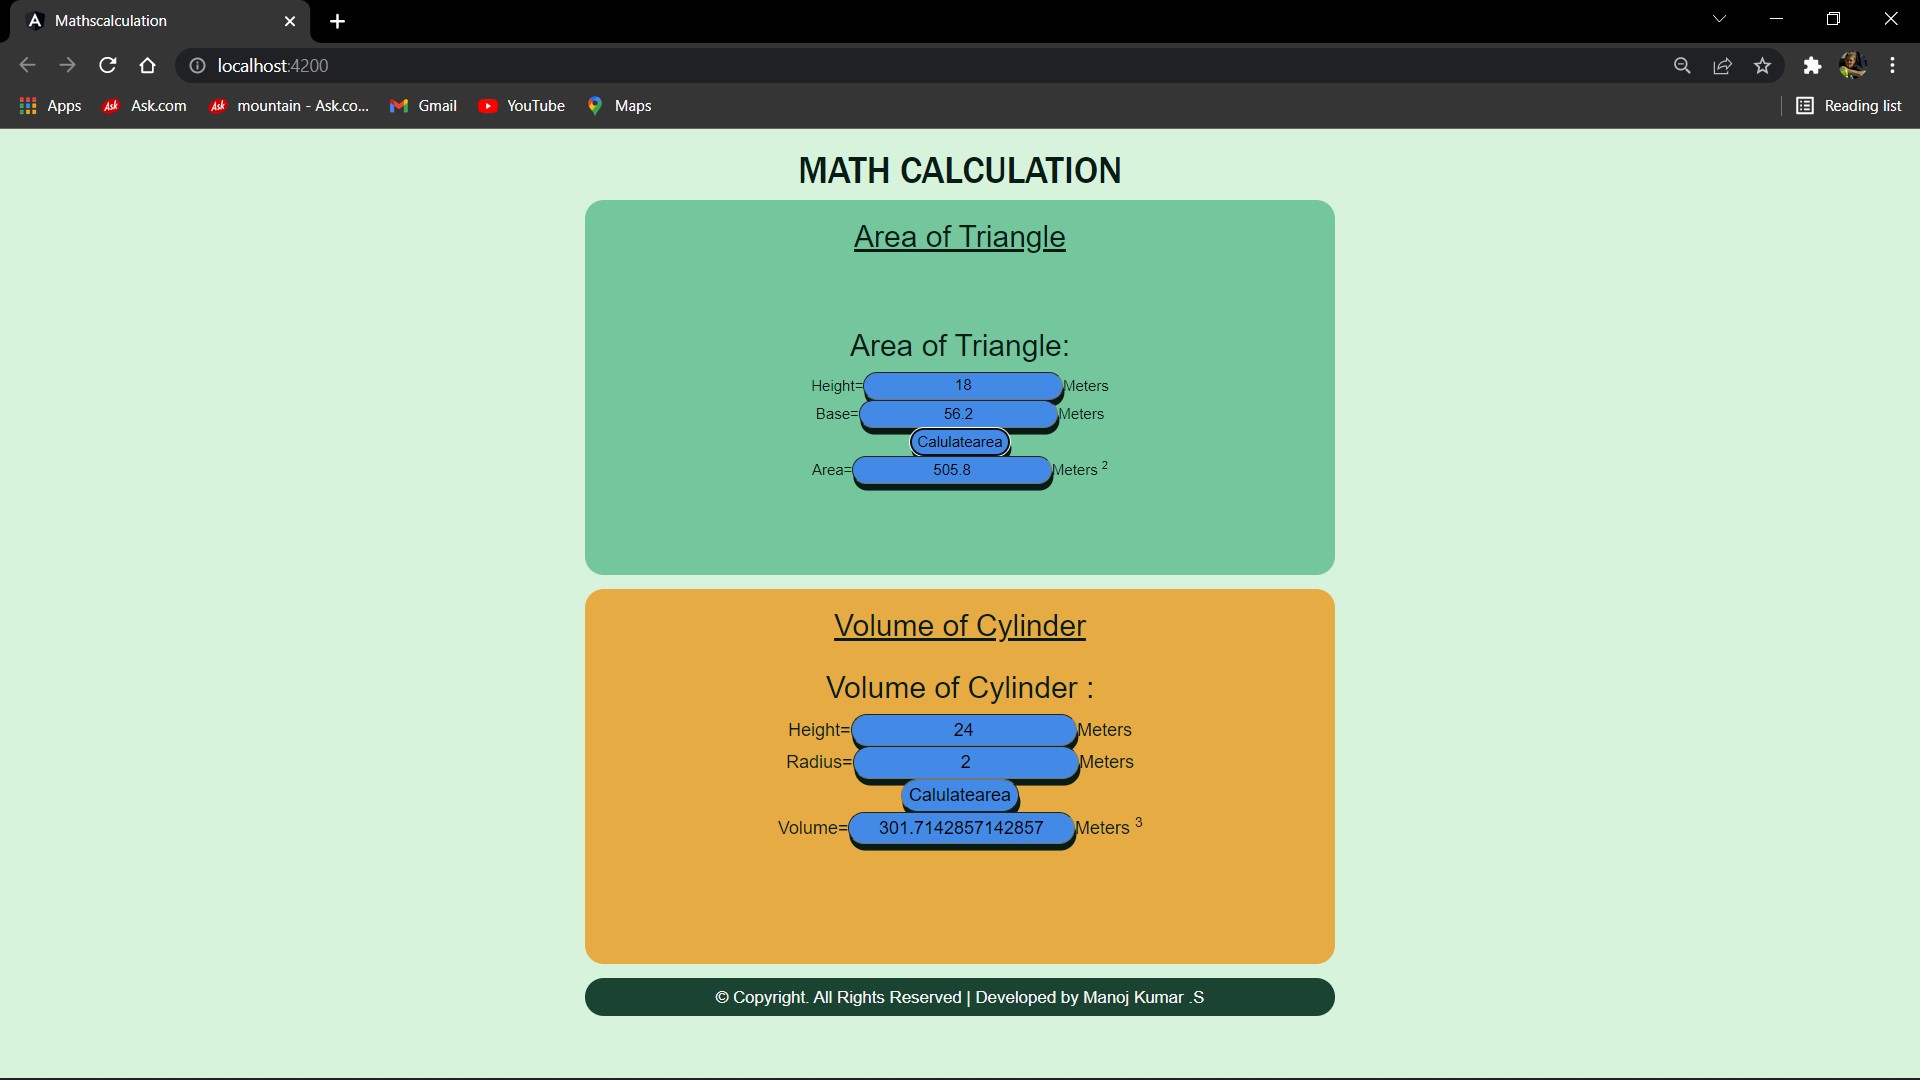 Mathscalculation
localhost:4200
Apps Ask Ask.com Ask mountain - Ask.co... Gmail YouTube Maps Reading list
MATH CALCULATION
Area of Triangle
Area of Triangle:
Height= 18 Meters
Base= 56.2 Meters
Calulatearea
Area= 505.8 Meters 2
Volume of Cylinder
Volume of Cylinder :
Height= 24 Meters
Radius= 2 Meters
Calulatearea
Volume= 301.7142857142857 Meters 3
© Copyright. All Rights Reserved | Developed by Manoj Kumar .S